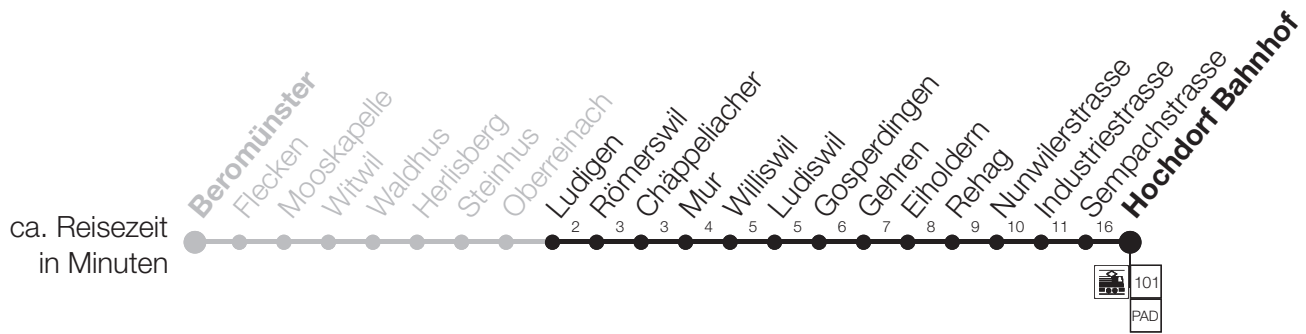 Beromünster
Flecken
Mooskapelle
Witwil
Waldhus
Herlisberg
Steinhus
Oberreinach
Ludigen
Römerswil
Chäppeliacher
Mur
Williswil
Ludiswil
Gosperdingen
Gehren
Eiholdern
Rehag
Nunwilerstrasse
Industriestrasse
Sempachstrasse
Hochdorf Bahnhof
ca. Reisezeit
in Minuten
2 3 3 4 5 5 6 7 8 9 10 11 16
101
PAD